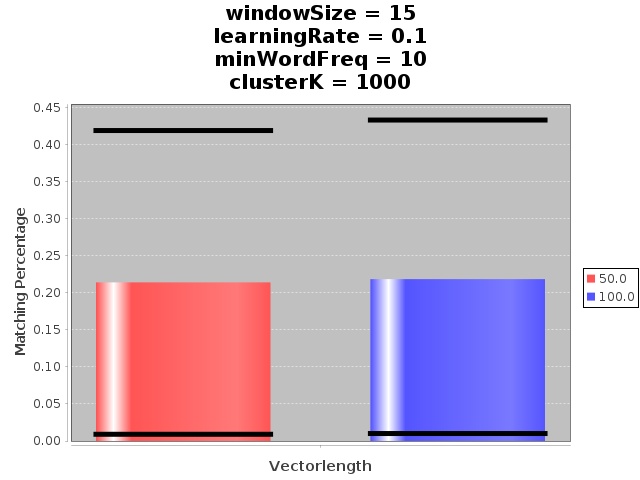 windowSize = 15
learningRate = 0.1
minWordFreq = 10
clusterK = 1000
0.45
0.40
0.35
0.30
0.25
0.20
0.15
0.10
0.05
0.00
Matching Percentage
Vectorlength
50.0
100.0